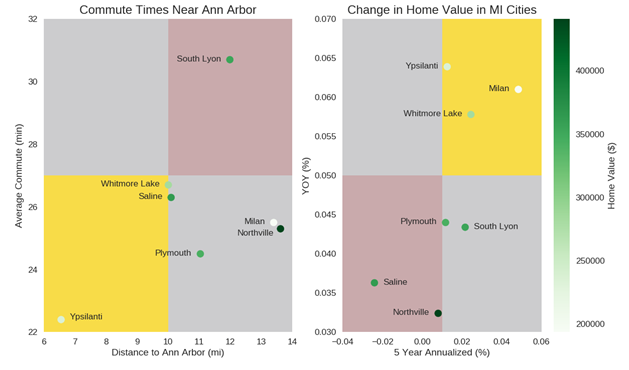 Commute Times Near Ann Arbor
32
30
28
26
24
22
Average Commute (min)
South Lyon
Whitmore Lake
Saline
Milan
Northville
Plymouth
Ypsilanti
6 7 8 9 10 11 12 13 14
Distance to Ann Arbor (mi)
Change in Home Value in MI Cities
0.070
0.065
0.060
0.055
0.050
0.045
0.040
0.035
0.030
YOY (%)
Ypsilanti
Milan
Whitmore Lake
Plymouth
South Lyon
Saline
Northville
−0.04 −0.02 0.00 0.02 0.04 0.06
5 Year Annualized (%)
400000
350000
300000
250000
200000
Home Value ($)